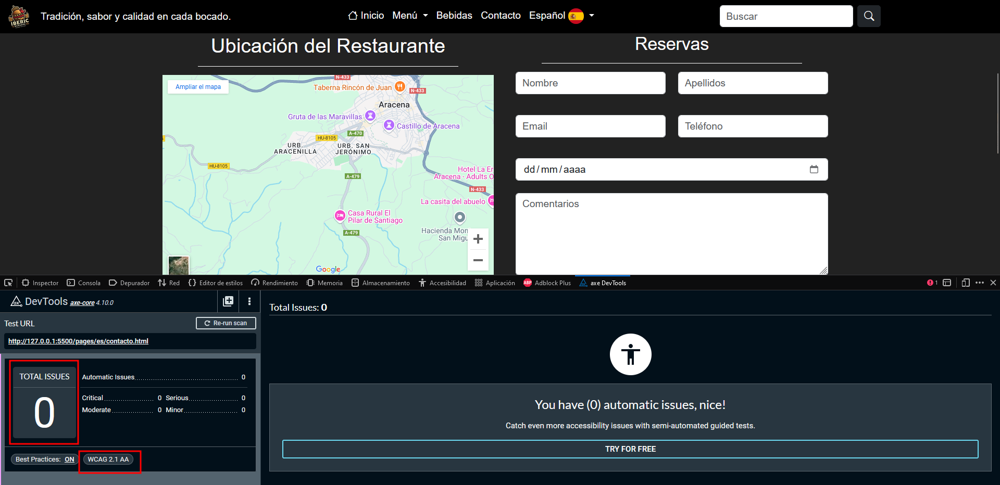 IBERIC
Tradición, sabor y calidad en cada bocado.
Inicio
Menú
Bebidas
Contacto
Español
Buscar
Ubicación del Restaurante
Reservas
Ampliar el mapa
N-433
Taberna Rincón de Juan
N-433
Aracena
Gruta de las Maravillas
Castillo de Aracena
A-470
HU-8105
URB.
ARACENILLA
URB. SAN
JERÓNIMO
HU-8105
Hotel La Er
Aracena - Adults O
A-479
N-433
La casita del abuelo
Casa Rural El
Pilar de Santiago
Hacienda Mon
San Migu
A-479
Google
Nombre
Apellidos
Email
Teléfono
dd/mm/aaaa
Comentarios
Inspector
Consola
Depurador
Red
Editor de estilos
Rendimiento
Memoria
Almacenamiento
Accesibilidad
Aplicación
ABP
Adblock Plus
axe DevTools
1
ax DevTools axe-core 4.10.0
Test URL
Re-run scan
http://127.0.0.1:5500/pages/es/contacto.html
TOTAL ISSUES
0
Automatic Issues 0
Critical 0 Serious 0
Moderate 0 Minor 0
Best Practices: ON
WCAG 2.1 AA
Total Issues: 0
You have (0) automatic issues, nice!
Catch even more accessibility issues with semi-automated guided tests.
TRY FOR FREE